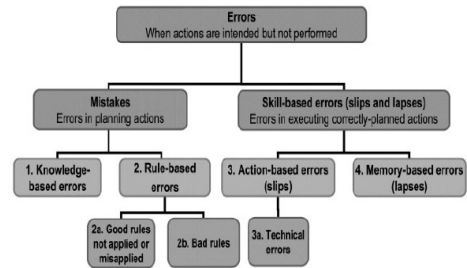 Errors
When actions are intended but not performed
Mistakes
Errors in planning actions
Skill-based errors (slips and lapses)
Errors in executing correctly-planned actions
1. Knowledge-
based errors
2. Rule-based
errors
3. Action-based errors
(slips)
4. Memory-based errors
(lapses)
2a. Good rules
not applied or
misapplied
2b. Bad rules
3a. Technical
errors